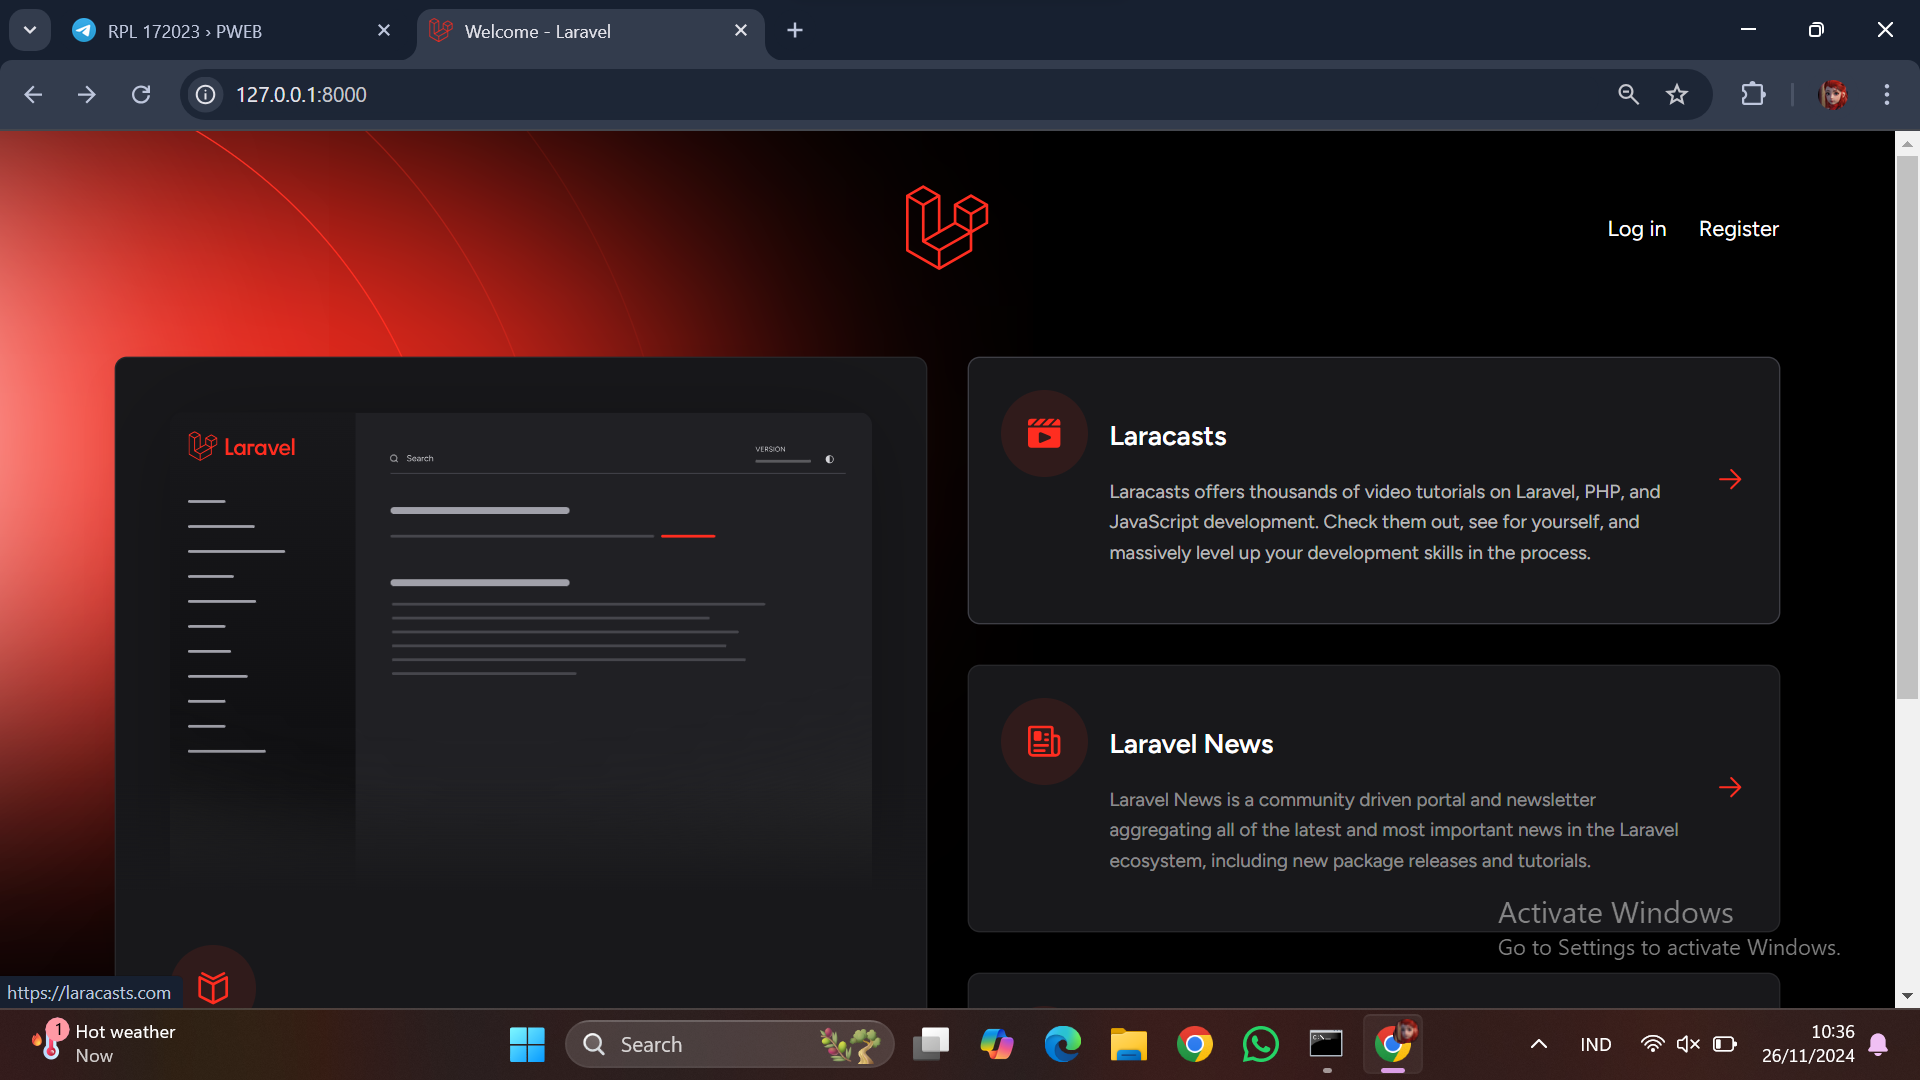 RPL 172023 › PWEB
Welcome - Laravel
127.0.0.1:8000
Log in
Register
Laravel
Search
VERSION
Laracasts
Laracasts offers thousands of video tutorials on Laravel, PHP, and
JavaScript development. Check them out, see for yourself, and
massively level up your development skills in the process.
Laravel News
Laravel News is a community driven portal and newsletter
aggregating all of the latest and most important news in the Laravel
ecosystem, including new package releases and tutorials.
Activate Windows
Go to Settings to activate Windows.
https://laracasts.com
1
Hot weather
Now
Search
IND
10:36
26/11/2024